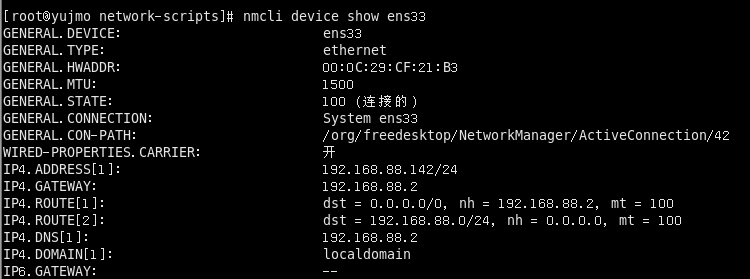 [root@yujmo network-scripts]# nmcli device show ens33
GENERAL.DEVICE: ens33
GENERAL.TYPE: ethernet
GENERAL.HWADDR: 00:0C:29:CF:21:B3
GENERAL.MTU: 1500
GENERAL.STATE: 100 (连接的)
GENERAL.CONNECTION: System ens33
GENERAL.CON-PATH: /org/freedesktop/NetworkManager/ActiveConnection/42
WIRED-PROPERTIES.CARRIER: 开
IP4.ADDRESS[1]: 192.168.88.142/24
IP4.GATEWAY: 192.168.88.2
IP4.ROUTE[1]: dst = 0.0.0.0/0, nh = 192.168.88.2, mt = 100
IP4.ROUTE[2]: dst = 192.168.88.0/24, nh = 0.0.0.0, mt = 100
IP4.DNS[1]: 192.168.88.2
IP4.DOMAIN[1]: localdomain
IP6.GATEWAY: --